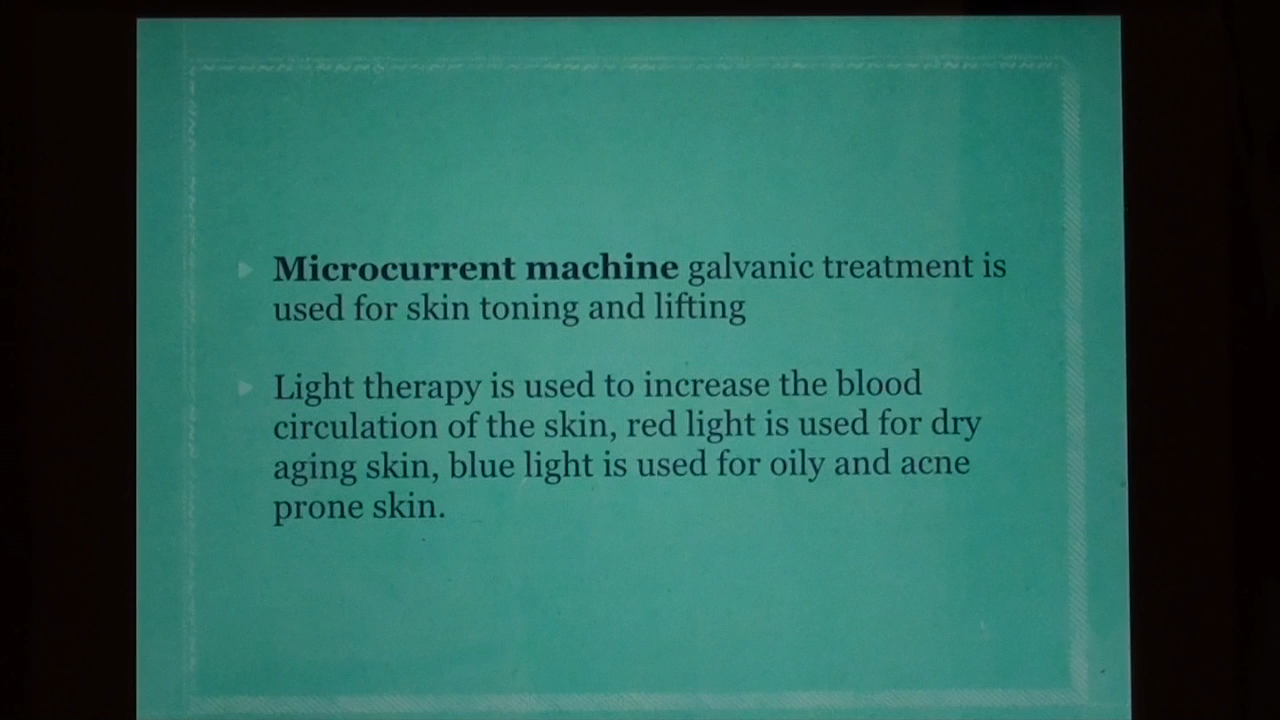 Microcurrent machine galvanic treatment is
used for skin toning and lifting
Light therapy is used to increase the blood
circulation of the skin, red light is used for dry
aging skin, blue light is used for oily and acne
prone skin.